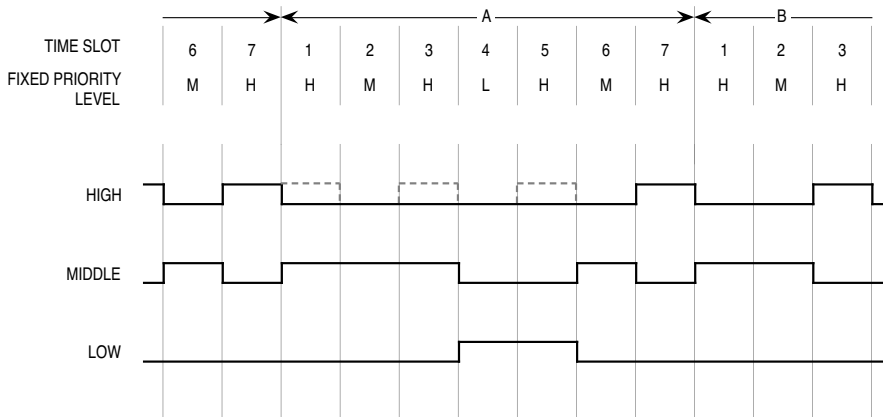 A B
TIME SLOT 6 7 1 2 3 4 5 6 7 1 2 3
FIXED PRIORITY
LEVEL M H H M H L H M H H M H
HIGH
MIDDLE
LOW